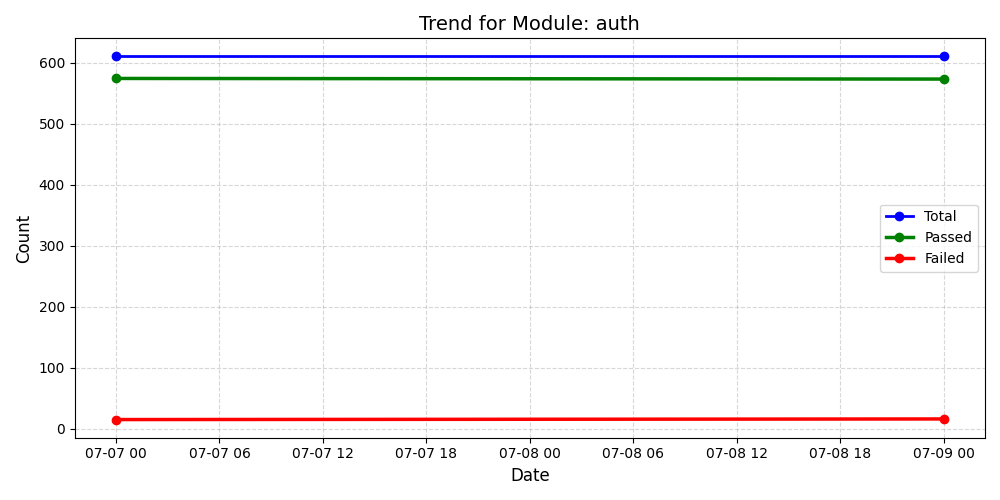 Trend for Module: auth
Count
600
500
400
300
200
100
0
Total
Passed
Failed
07-07 00 07-07 06 07-07 12 07-07 18 07-08 00 07-08 06 07-08 12 07-08 18 07-09 00
Date